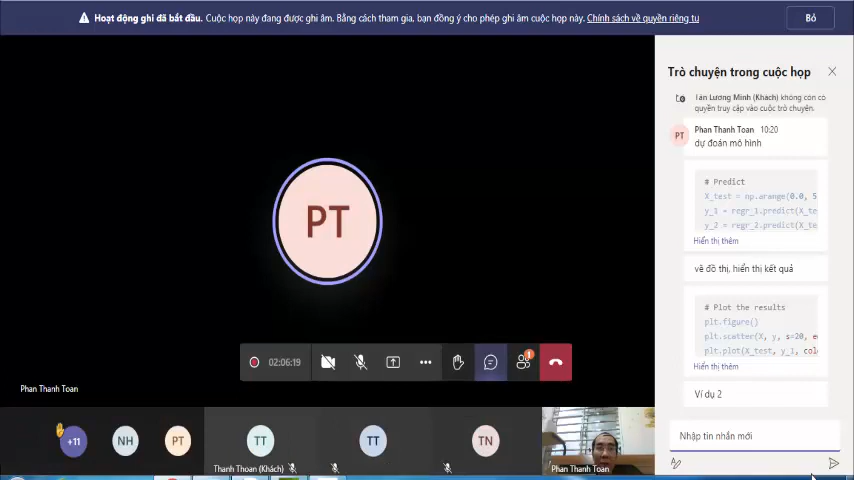 Hoạt động ghi đã bắt đầu. Cuộc họp này đang được ghi âm. Bằng cách tham gia, bạn đồng ý cho phép ghi âm cuộc họp này. Chính sách về quyền riêng tư
Bỏ
Trò chuyện trong cuộc họp
Tân Lương Minh (Khách) không còn có
quyền truy cập vào cuộc trò chuyện.
PT
Phan Thanh Toan 10:20
dự đoán mô hình
# Predict
X_test = np.arange(0.0, 5
y_1 = regr_1.predict(X_te
y_2 = regr_2.predict(X_te
Hiển thị thêm
vẽ đồ thị, hiển thị kết quả
# Plot the results
plt.figure()
plt.scatter(X, y, s=20, e
plt.plot(X_test, y_1, colo
Hiển thị thêm
Ví dụ 2
Nhập tin nhắn mới
PT
02:06:19
1
Phan Thanh Toan
+11
NH
PT
TT
Thanh Thoan (Khách)
TT
TN
Phan Thanh Toan